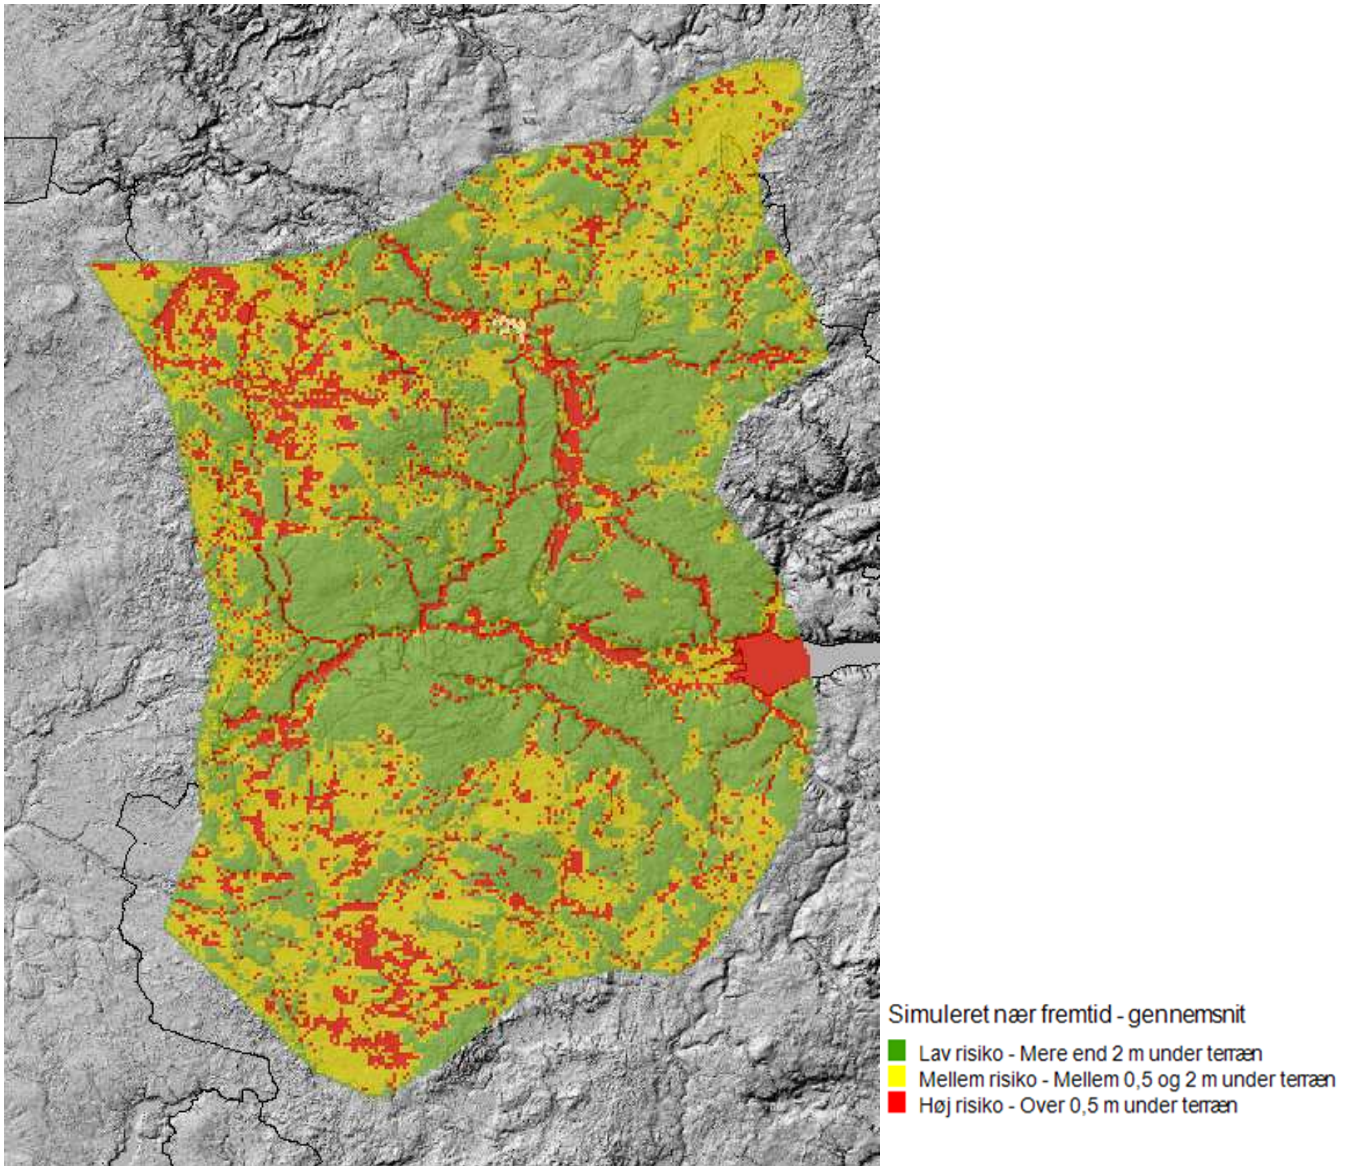 Simuleret nær fremtid - gennemsnit
Lav risiko - Mere end 2 m under terræn
Mellem risiko - Mellem 0,5 og 2 m under terræn
Høj risiko - Over 0,5 m under terræn